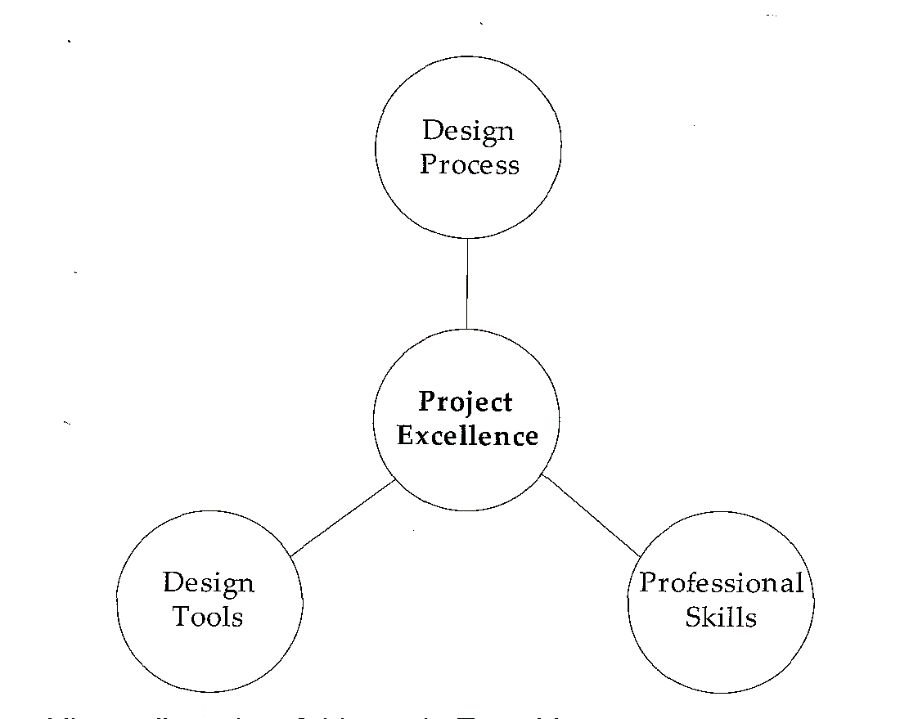 Design
Process
Project
Excellence
Design
Tools
Professional
Skills